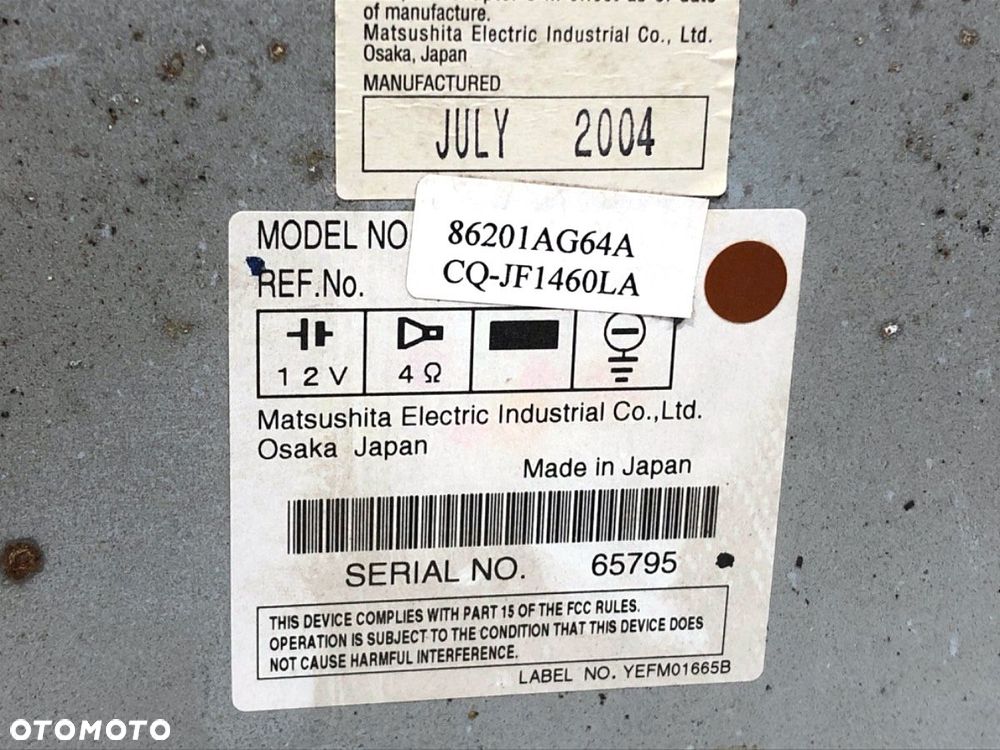 of manufacture.
Matsushita Electric Industrial Co., Ltd.
Osaka, Japan
MANUFACTURED
JULY 2004
MODEL NO
86201AG64A
REF.No.
CQ-JF1460LA
12V
4Ω
Matsushita Electric Industrial Co.,Ltd.
Osaka Japan
Made in Japan
SERIAL NO. 65795
THIS DEVICE COMPLIES WITH PART 15 OF THE FCC RULES.
OPERATION IS SUBJECT TO THE CONDITION THAT THIS DEVICE DOES
NOT CAUSE HARMFUL INTERFERENCE.
LABEL NO. YEFM01665B
OTOMOTO